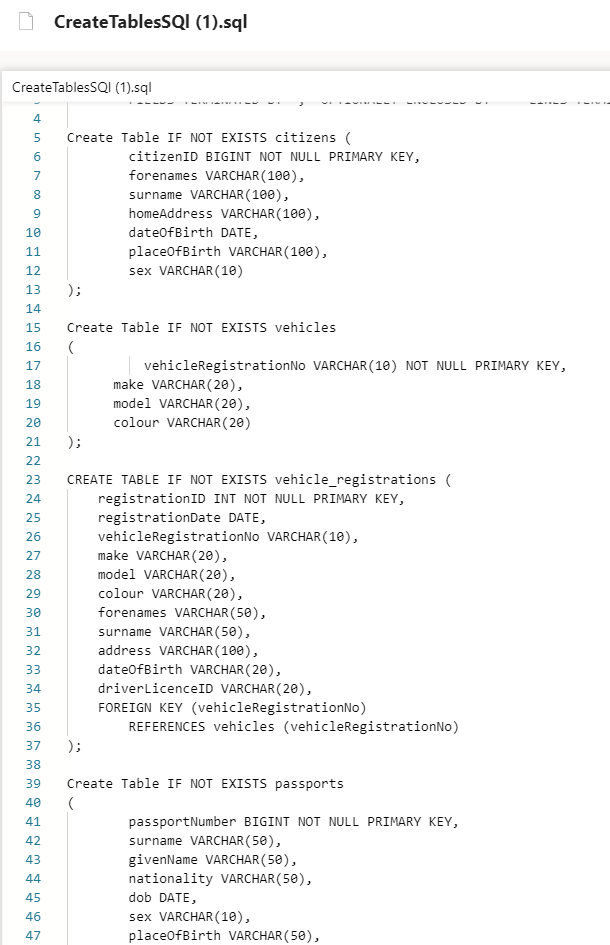 CreateTablesSQl (1).sql
CreateTablesSQl (1).sql
4
5 Create Table IF NOT EXISTS citizens (
6 citizenID BIGINT NOT NULL PRIMARY KEY,
7 forenames VARCHAR(100),
8 surname VARCHAR(100),
9 homeAddress VARCHAR(100),
10 dateOfBirth DATE,
11 placeOfBirth VARCHAR(100),
12 sex VARCHAR(10)
13 );
14
15 Create Table IF NOT EXISTS vehicles
16 (
17 vehicleRegistrationNo VARCHAR(10) NOT NULL PRIMARY KEY,
18 make VARCHAR(20),
19 model VARCHAR(20),
20 colour VARCHAR(20)
21 );
22
23 CREATE TABLE IF NOT EXISTS vehicle_registrations (
24 registrationID INT NOT NULL PRIMARY KEY,
25 registrationDate DATE,
26 vehicleRegistrationNo VARCHAR(10),
27 make VARCHAR(20),
28 model VARCHAR(20),
29 colour VARCHAR(20),
30 forenames VARCHAR(50),
31 surname VARCHAR(50),
32 address VARCHAR(100),
33 dateOfBirth VARCHAR(20),
34 driverLicenceID VARCHAR(20),
35 FOREIGN KEY (vehicleRegistrationNo)
36 REFERENCES vehicles (vehicleRegistrationNo)
37 );
38
39 Create Table IF NOT EXISTS passports
40 (
41 passportNumber BIGINT NOT NULL PRIMARY KEY,
42 surname VARCHAR(50),
43 givenName VARCHAR(50),
44 nationality VARCHAR(50),
45 dob DATE,
46 sex VARCHAR(10),
47 placeOfBirth VARCHAR(50),